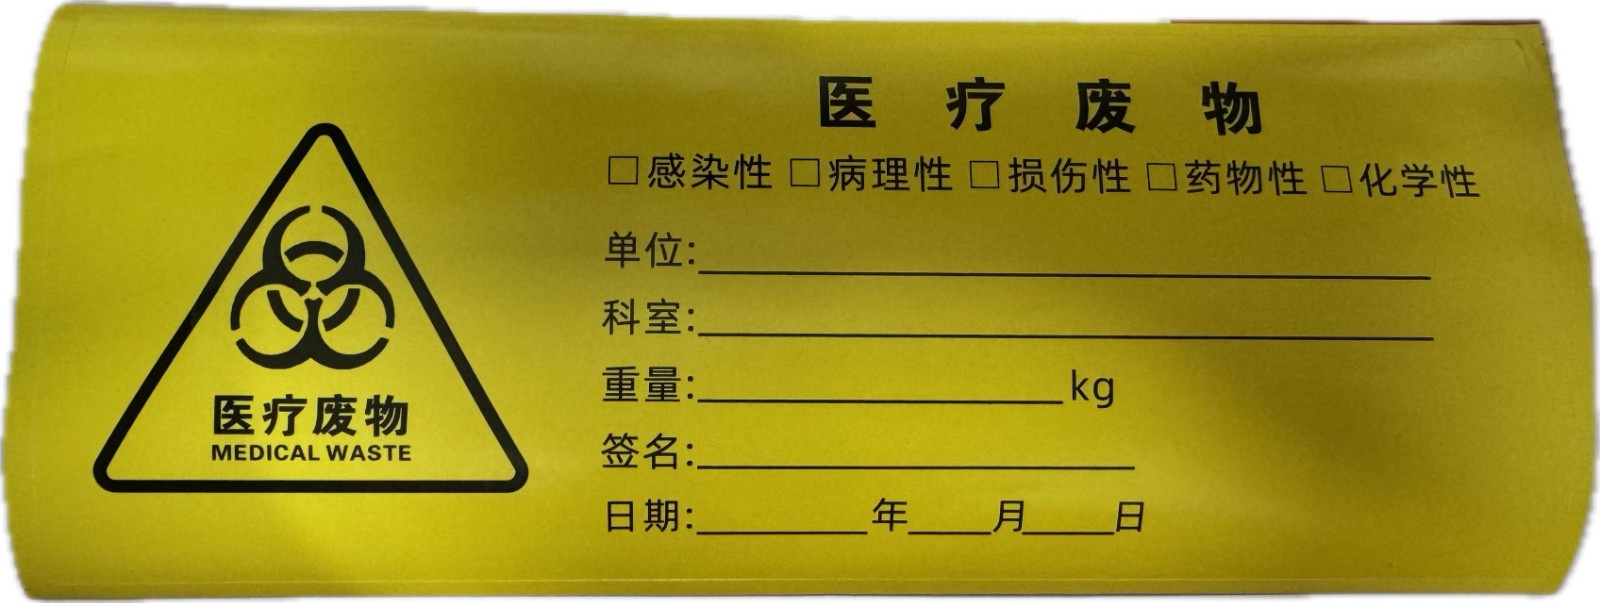 医疗废物
MEDICAL WASTE
医疗废物
□感染性 □病理性 □损伤性 □药物性 □化学性
单位:
科室:
重量: kg
签名:
日期: 年 月 日